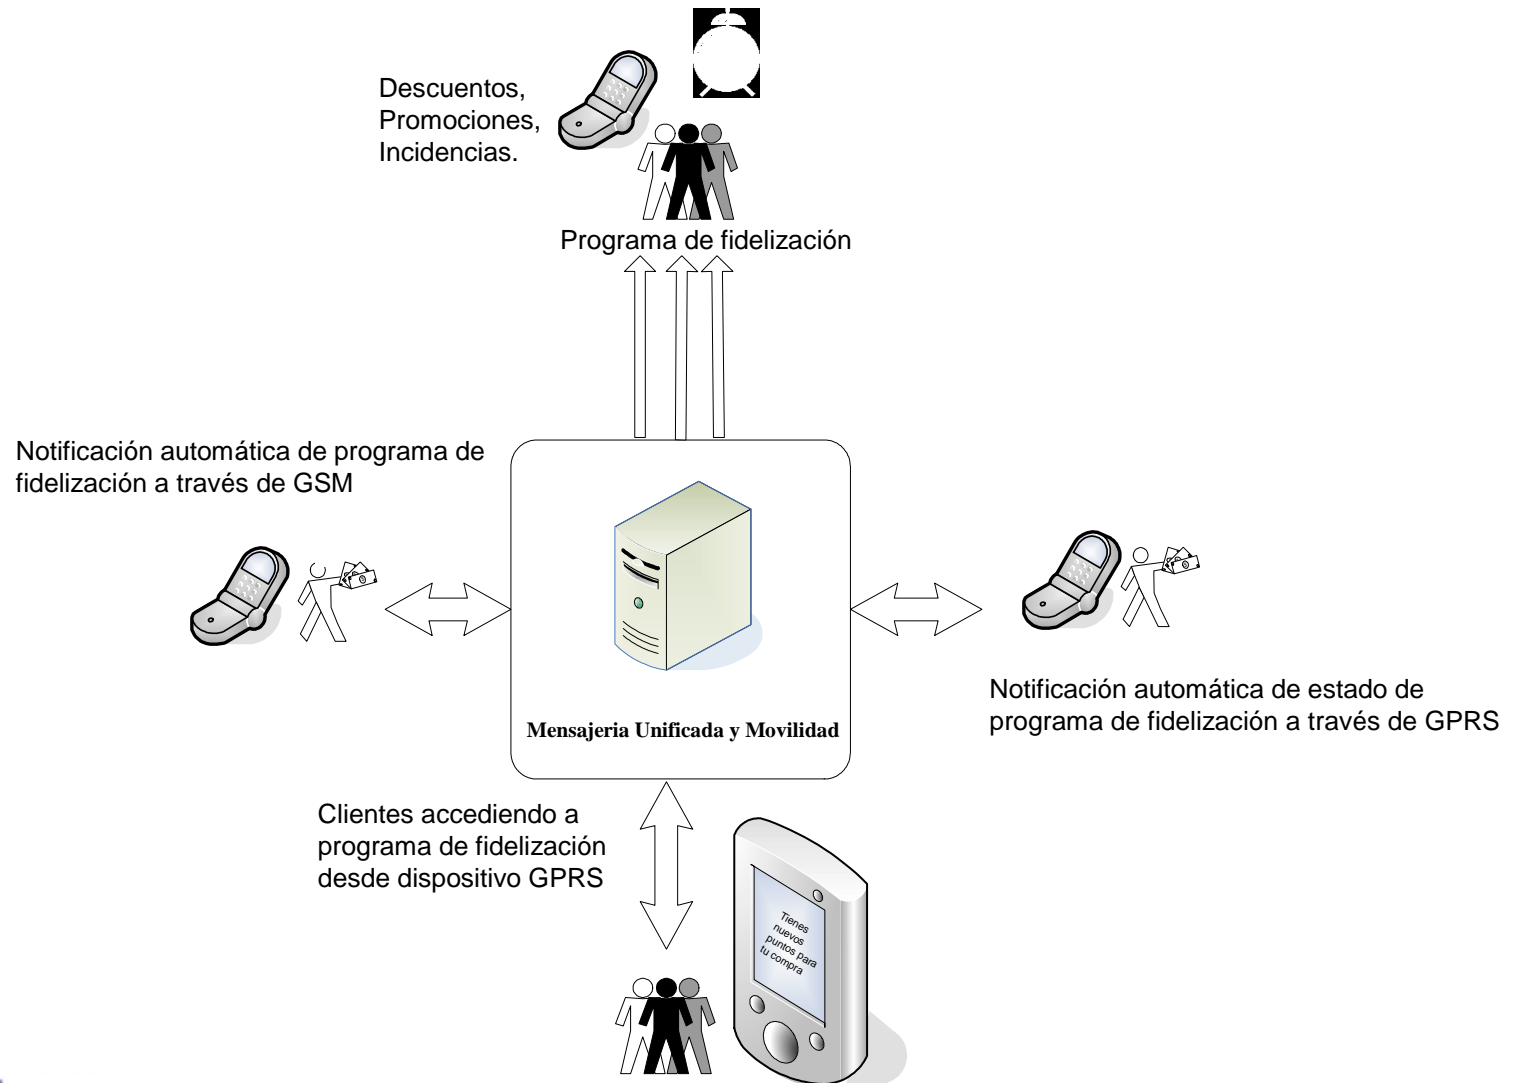 Descuentos,
Promociones,
Incidencias.
Programa de fidelización
Notificación automática de programa de
fidelización a través de GSM
Mensajeria Unificada y Movilidad
Notificación automática de estado de
programa de fidelización a través de GPRS
Clientes accediendo a
programa de fidelización
desde dispositivo GPRS
Tienes
nuevos
puntos para
tu compra